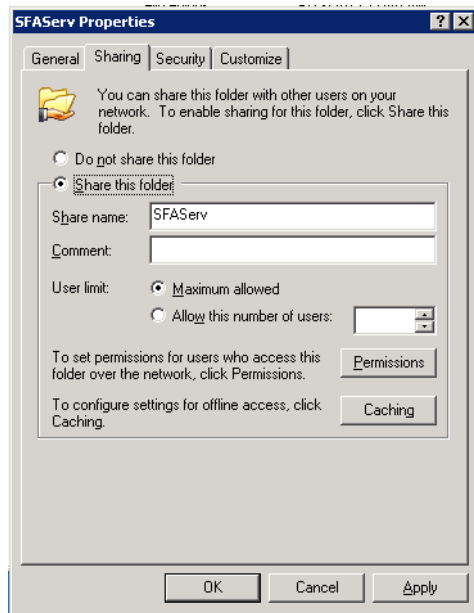 SFAServ Properties
General
Sharing
Security
Customize
You can share this folder with other users on your
network. To enable sharing for this folder, click Share this
folder.
Do not share this folder
Share this folder
Share name: SFAServ
Comment:
User limit: Maximum allowed
Allow this number of users:
To set permissions for users who access this
folder over the network, click Permissions.
Permissions
To configure settings for offline access, click
Caching.
Caching
OK
Cancel
Apply